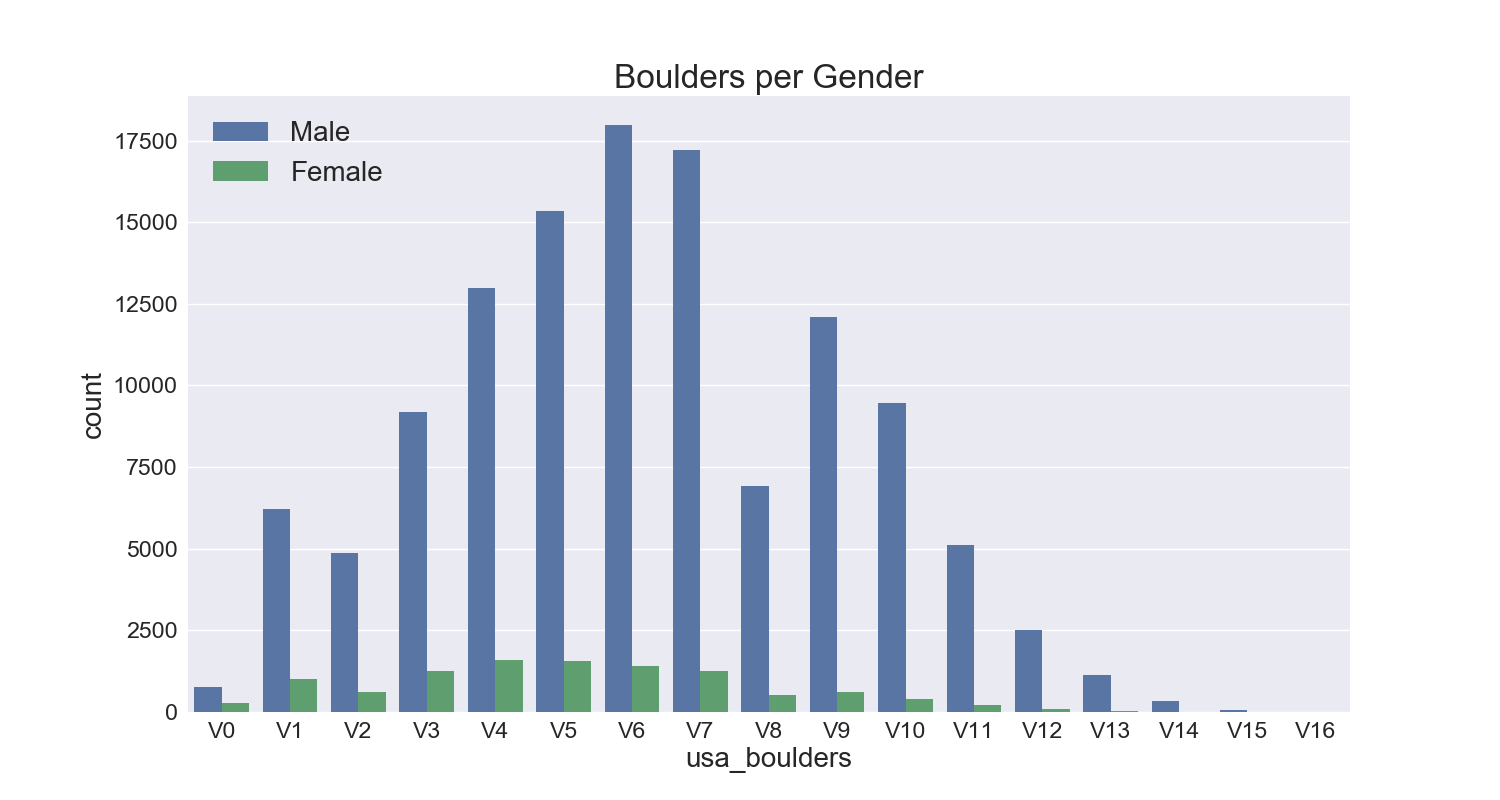 Boulders per Gender
Male
Female
17500
15000
12500
10000
7500
5000
2500
0
count
V0 V1 V2 V3 V4 V5 V6 V7 V8 V9 V10 V11 V12 V13 V14 V15 V16
usa_boulders